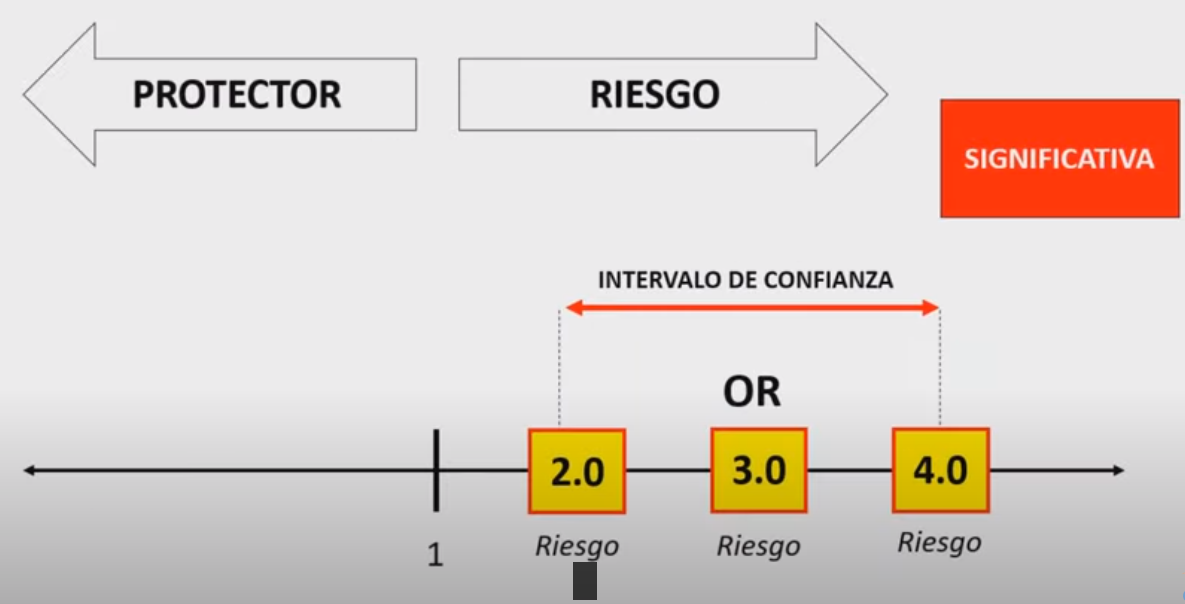 PROTECTOR
RIESGO
SIGNIFICATIVA
INTERVALO DE CONFIANZA
OR
2.0
3.0
4.0
1
Riesgo
Riesgo
Riesgo